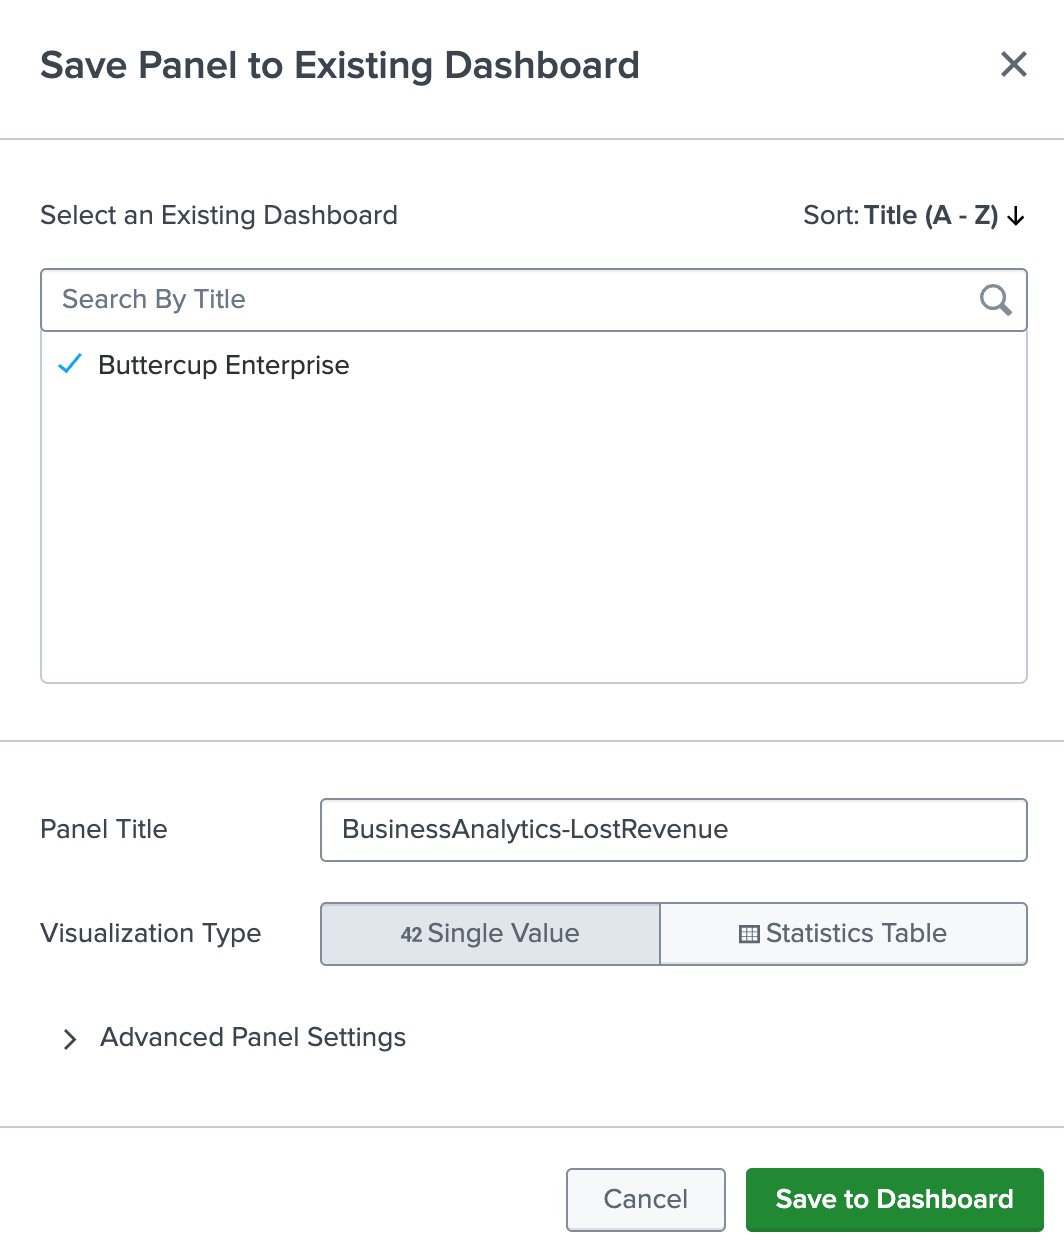 Save Panel to Existing Dashboard
Select an Existing Dashboard
Sort: Title (A - Z)
Search By Title
Buttercup Enterprise
Panel Title
BusinessAnalytics-LostRevenue
Visualization Type
42 Single Value
Statistics Table
Advanced Panel Settings
Cancel
Save to Dashboard